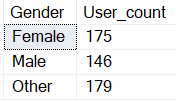 Gender User_count
Female 175
Male 146
Other 179